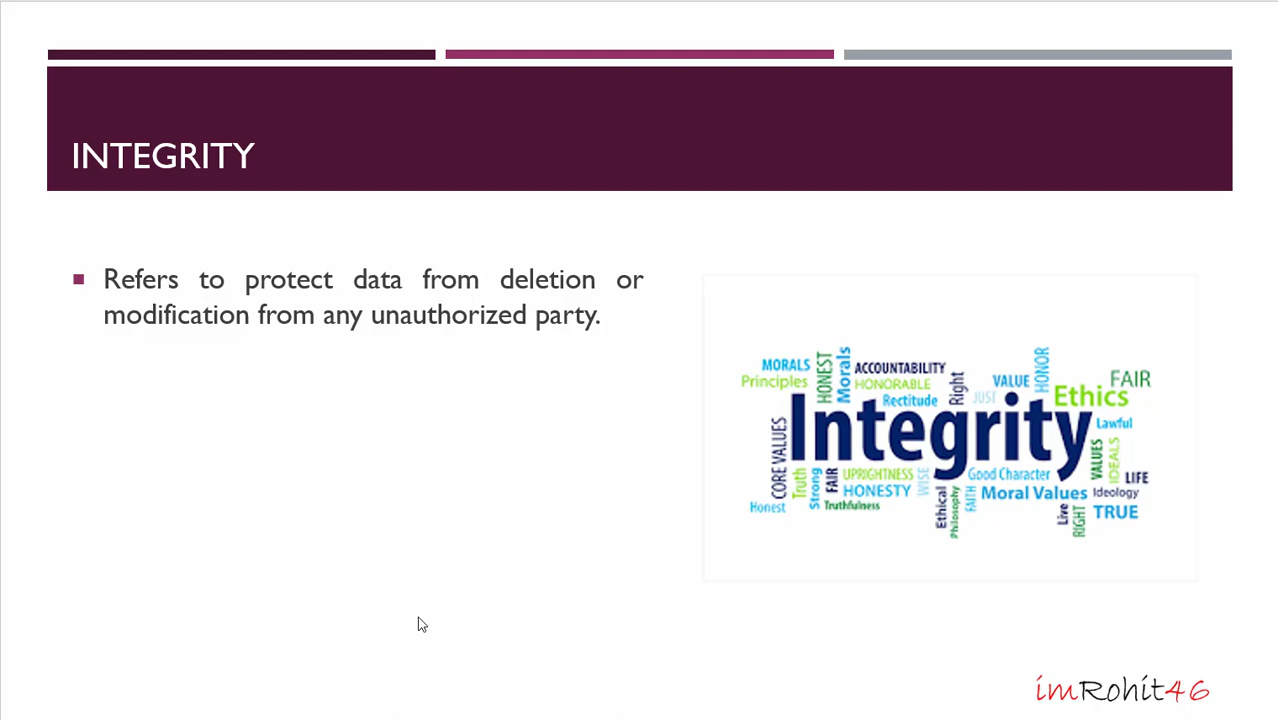 INTEGRITY
Refers to protect data from deletion or
modification from any unauthorized party.
MORALS
Principles
HONEST
Morals
ACCOUNTABILITY
HONORABLE
Rectitude
Right
JUST
VALUE
HONOR
Ethics
FAIR
Integrity
Lawful
CORE VALUES
Truth
Strong
FAIR
UPRIGHTNESS
HONESTY
Truthfulness
WISE
Good Character
Moral Values
Ethical
Philosophy
FAITH
VALUES
IDEALS
LIFE
Ideology
Honest
Live
RIGHT
TRUE
imRohit46